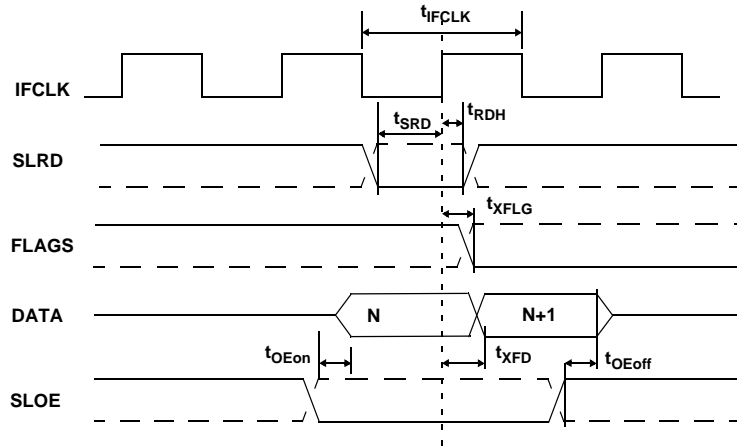 tIFCLK
IFCLK
tSRD
tRDH
SLRD
tXFLG
FLAGS
DATA
N
N+1
tOEon
tXFD
tOEoff
SLOE